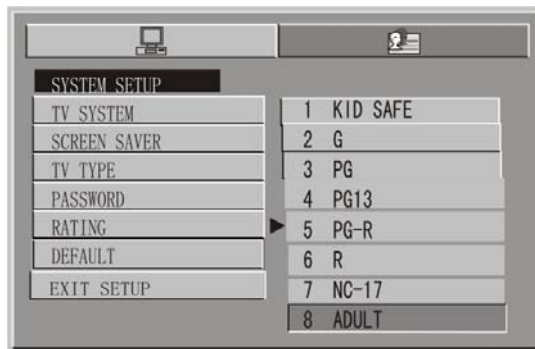 SYSTEM SETUP
TV SYSTEM
SCREEN SAVER
TV TYPE
PASSWORD
RATING
DEFAULT
EXIT SETUP
1 KID SAFE
2 G
3 PG
4 PG13
5 PG-R
6 R
7 NC-17
8 ADULT